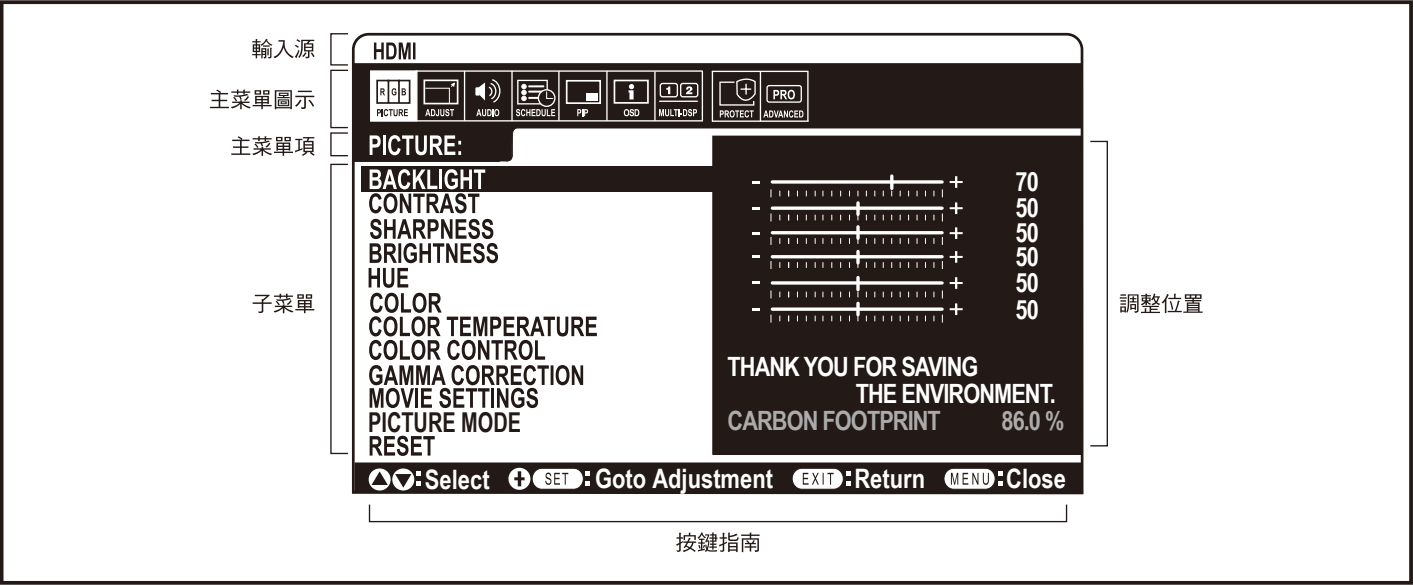 輸入源
HDMI
主菜單圖示
R G B
PICTURE
ADJUST
AUDIO
SCHEDULE
PIP
OSD
1 2
MULTI-DSP
PROTECT
PRO
ADVANCED
主菜單項
PICTURE:
子菜單
BACKLIGHT - + 70
CONTRAST - + 50
SHARPNESS - + 50
BRIGHTNESS - + 50
HUE - + 50
COLOR - + 50
COLOR TEMPERATURE
COLOR CONTROL
GAMMA CORRECTION
MOVIE SETTINGS
PICTURE MODE
RESET
THANK YOU FOR SAVING
THE ENVIRONMENT.
CARBON FOOTPRINT 86.0 %
調整位置
:Select SET :Goto Adjustment EXIT :Return MENU :Close
按鍵指南